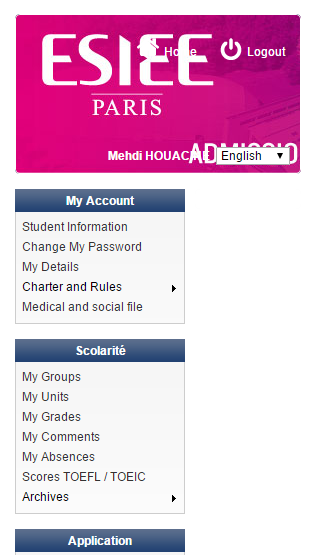 ESIEE
PARIS
Home
Logout
Mehdi
English
My Account
Student Information
Change My Password
My Details
Charter and Rules
Medical and social file
Scolarité
My Groups
My Units
My Grades
My Comments
My Absences
Scores TOEFL / TOEIC
Archives
Application